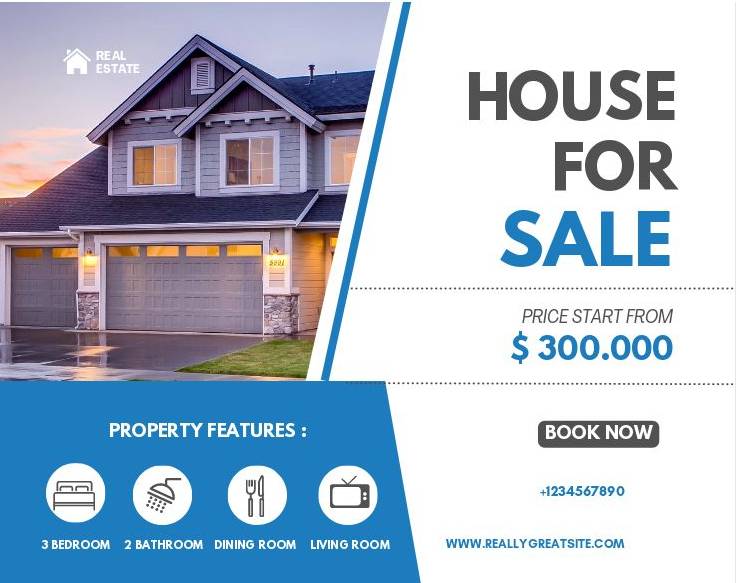 REAL
ESTATE
HOUSE
FOR
SALE
PRICE START FROM
$ 300.000
PROPERTY FEATURES :
3 BEDROOM
2 BATHROOM
DINING ROOM
LIVING ROOM
BOOK NOW
+1234567890
WWW.REALLYGREATSITE.COM